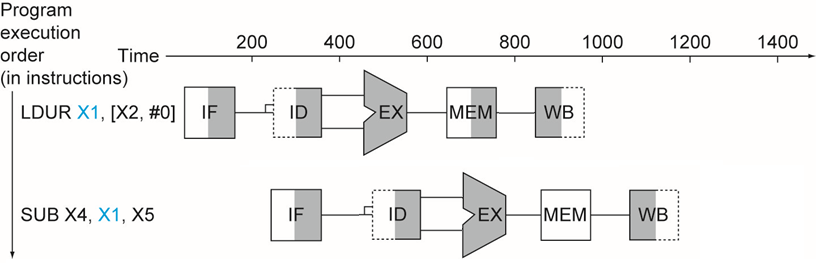 Program
execution
order
(in instructions)
Time
200 400 600 800 1000 1200 1400
LDUR X1, [X2, #0] IF ID EX MEM WB
SUB X4, X1, X5 IF ID EX MEM WB